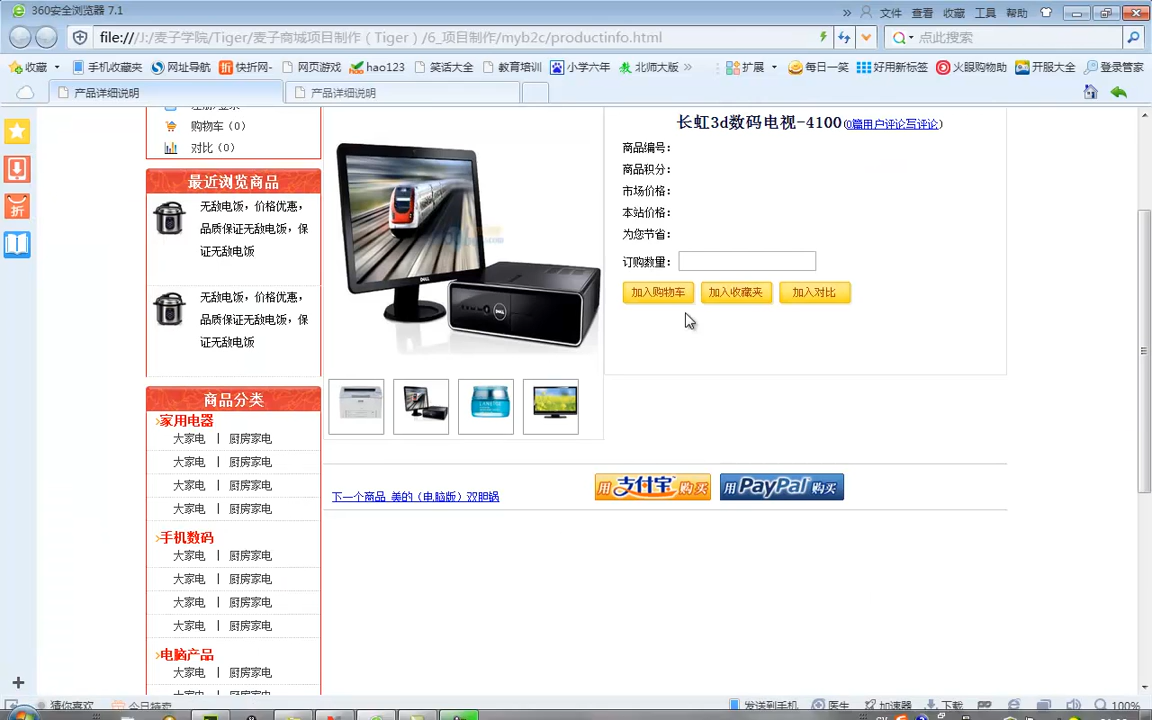 360安全浏览器 7.1
» 文件 查看 收藏 工具 帮助
file:///J:/麦子学院/Tiger/麦子商城项目制作（Tiger）/6_项目制作/myb2c/productinfo.html
点此搜索
收藏 手机收藏夹 网址导航 快折网- 网页游戏 hao123 笑话大全 教育培训 小学六年 北师大版 » 扩展 每日一笑 好用新标签 火眼购物助 开服大全 登录管家
产品详细说明 产品详细说明
购物车（0）
对比（0）
最近浏览商品
无敌电饭，价格优惠，
品质保证无敌电饭，保
证无敌电饭
无敌电饭，价格优惠，
品质保证无敌电饭，保
证无敌电饭
商品分类
家用电器
大家电 | 厨房家电
大家电 | 厨房家电
大家电 | 厨房家电
大家电 | 厨房家电
手机数码
大家电 | 厨房家电
大家电 | 厨房家电
大家电 | 厨房家电
大家电 | 厨房家电
电脑产品
大家电 | 厨房家电
DELL
长虹3d数码电视-4100(0篇用户评论写评论)
商品编号：
商品积分：
市场价格：
本站价格：
为您节省：
订购数量：
加入购物车 加入收藏夹 加入对比
下一个商品 美的（电脑版）双胆锅
用支付宝购买 用PayPal购买
折
猜你喜欢 今日特卖 发送到手机 医生 加速器 下载 100%